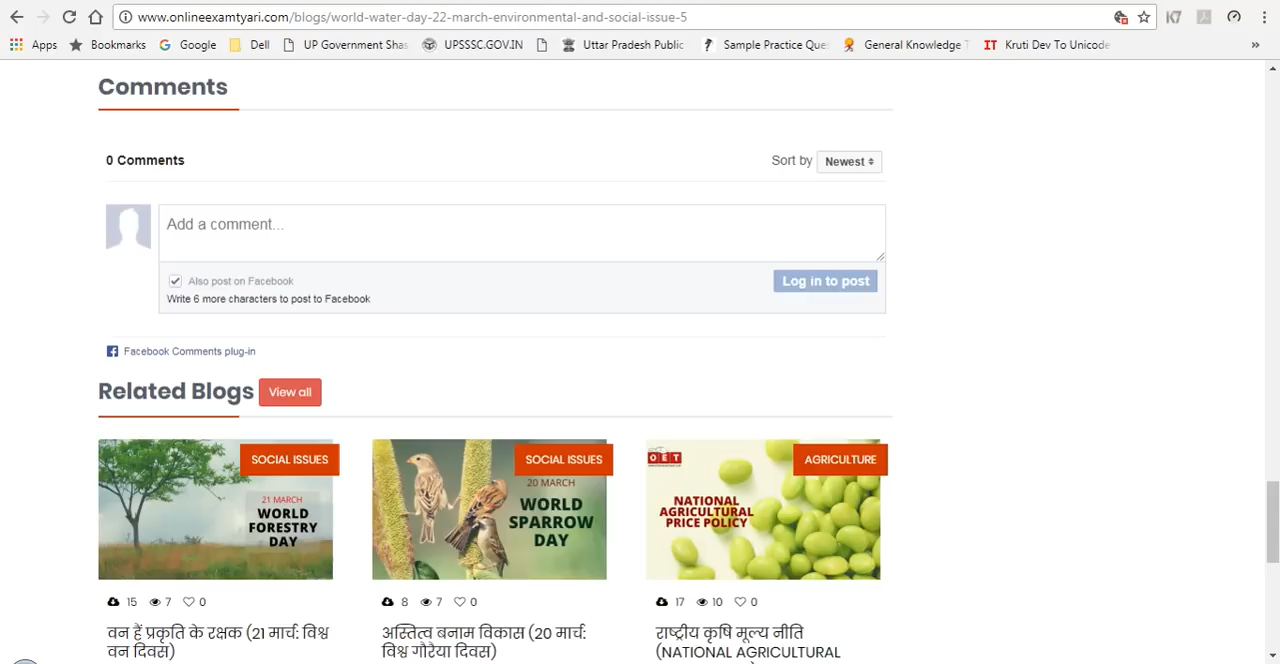 www.onlineexamtyari.com/blogs/world-water-day-22-march-environmental-and-social-issue-5
Apps Bookmarks Google Dell UP Government Shas UPSSSC.GOV.IN Uttar Pradesh Public Sample Practice Que General Knowledge T IT Kruti Dev To Unicode »
Comments
0 Comments Sort by Newest
Add a comment...
Also post on Facebook Log in to post
Write 6 more characters to post to Facebook
Facebook Comments plug-in
Related Blogs View all
SOCIAL ISSUES
21 MARCH
WORLD
FORESTRY
DAY
SOCIAL ISSUES
20 MARCH
WORLD
SPARROW
DAY
OET
AGRICULTURE
NATIONAL
AGRICULTURAL
PRICE POLICY
15 7 0
8 7 0
17 10 0
वन हैं प्रकृति के रक्षक (21 मार्च: विश्व
वन दिवस)
अस्तित्व बनाम विकास (20 मार्च:
विश्व गौरैया दिवस)
राष्ट्रीय कृषि मूल्य नीति
(NATIONAL AGRICULTURAL